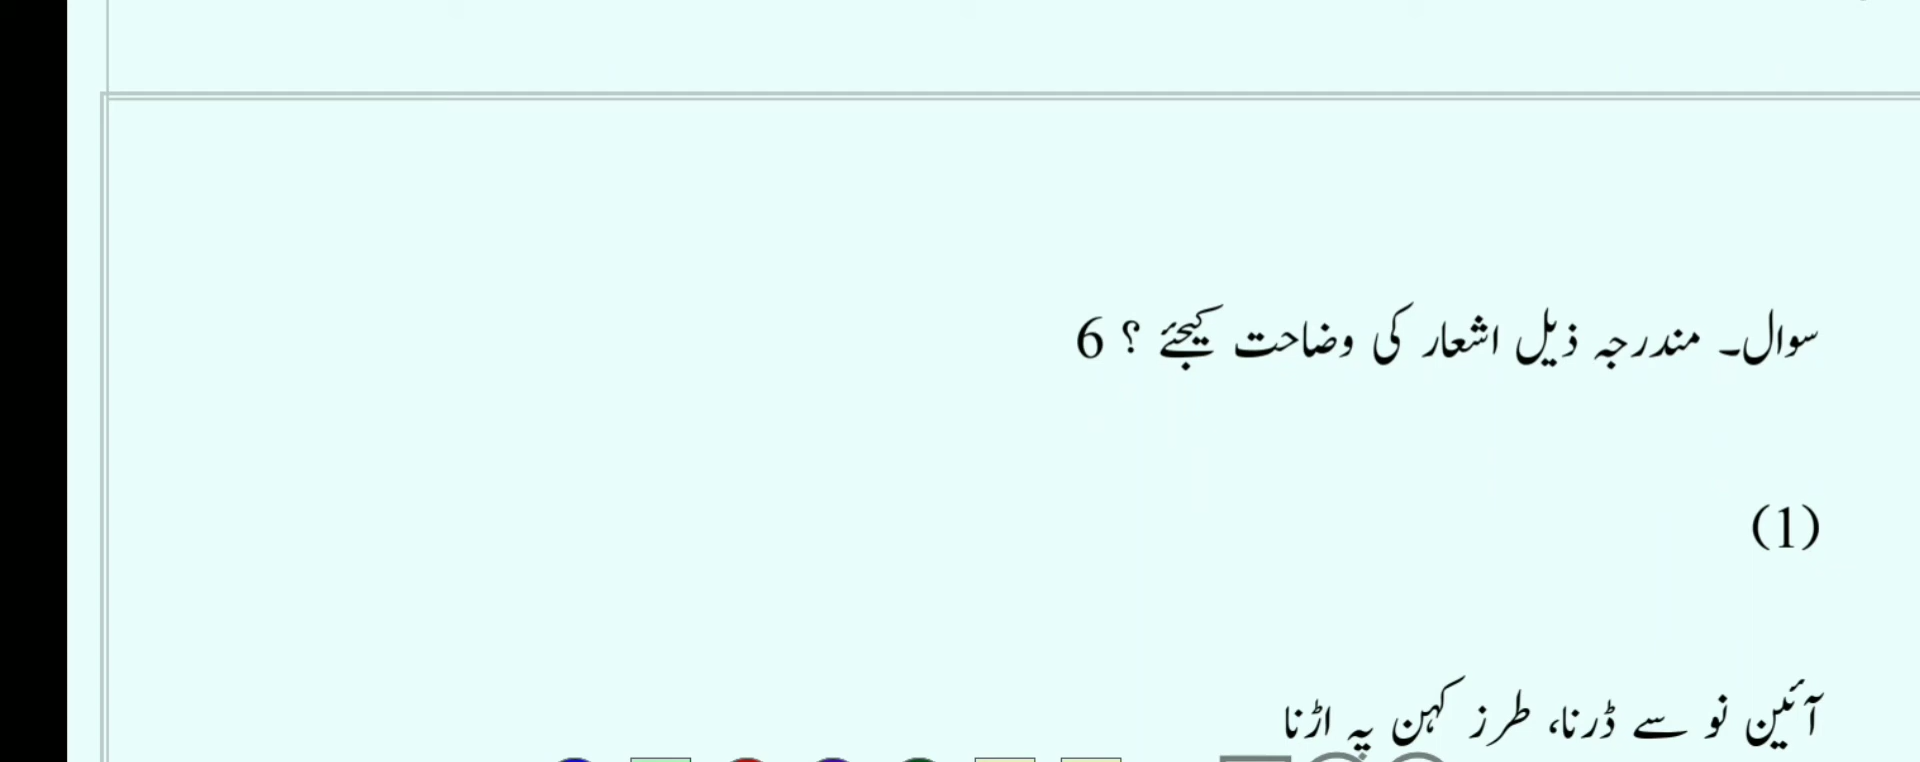 سوال۔ مندرجہ ذیل اشعار کی وضاحت کیجئے ؟ 6
(1)
آئین نو سے ڈرنا، طرز کہن پہ اڑنا